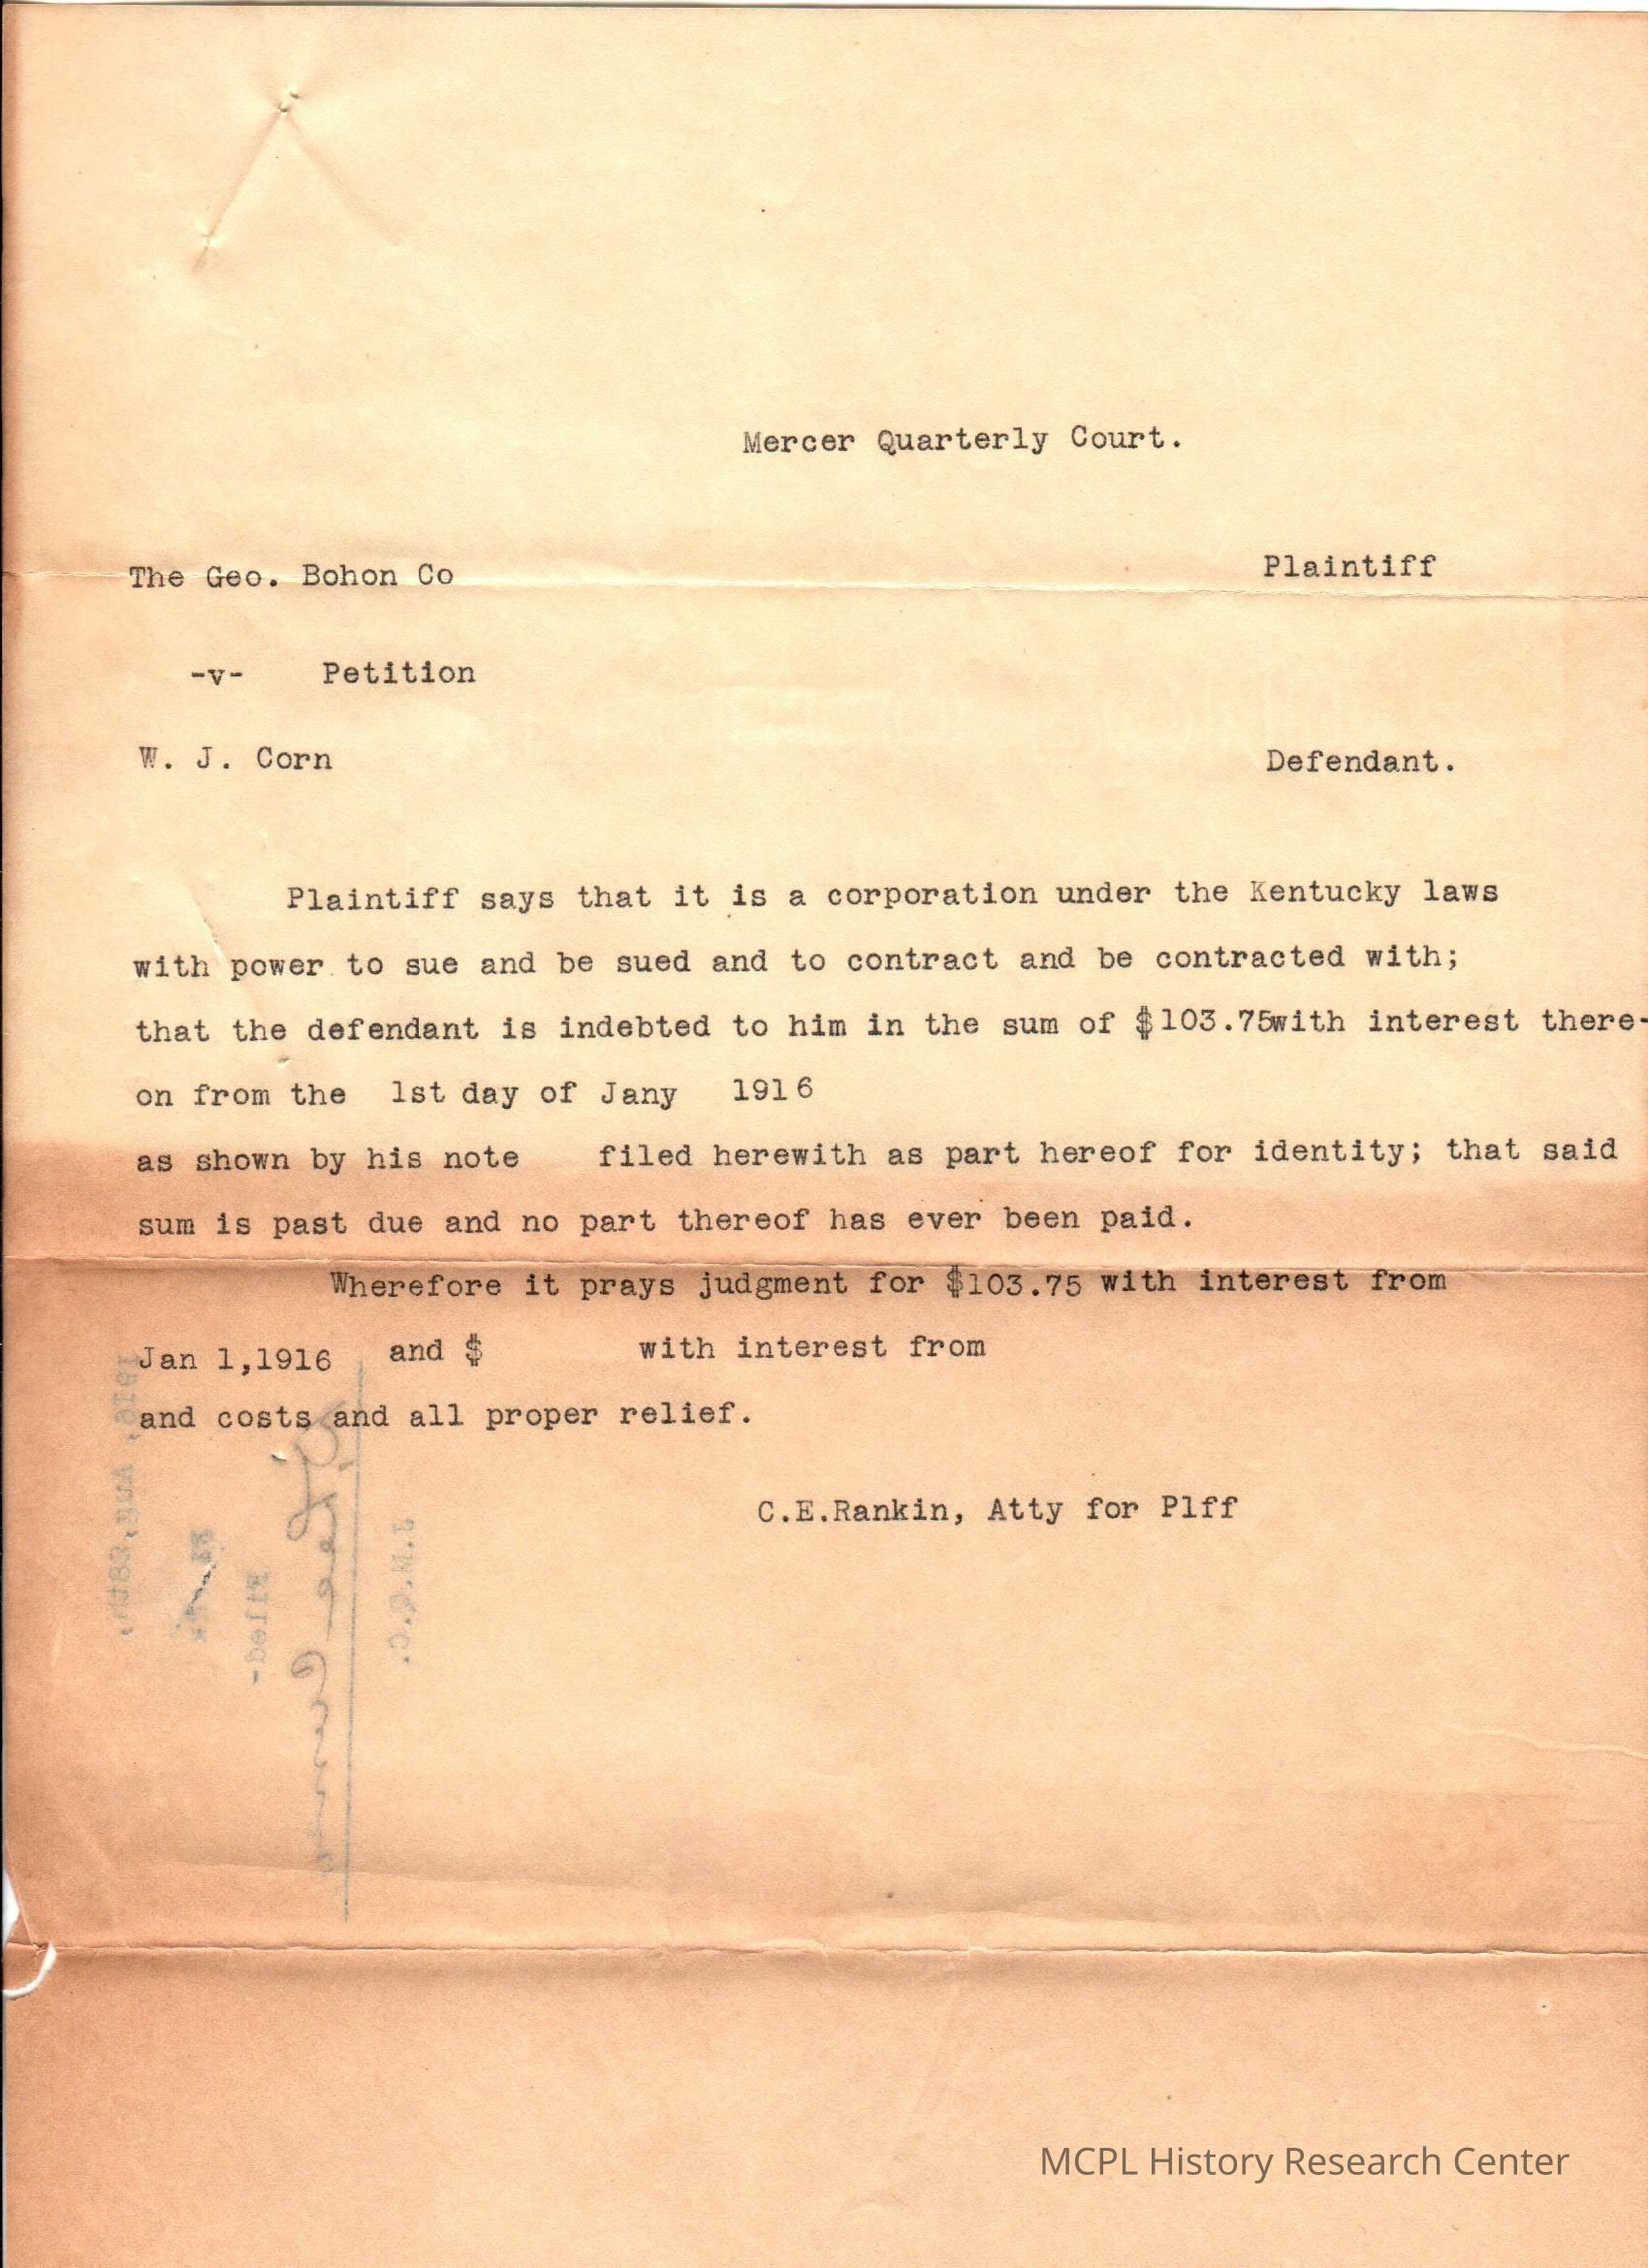 Mercer Quarterly Court.
The Geo. Bohon Co Plaintiff
-v- Petition
W. J. Corn Defendant.
Plaintiff says that it is a corporation under the Kentucky laws
with power to sue and be sued and to contract and be contracted with;
that the defendant is indebted to him in the sum of $103.75with interest there-
on from the 1st day of Jany 1916
as shown by his note filed herewith as part hereof for identity; that said
sum is past due and no part thereof has ever been paid.
Wherefore it prays judgment for $103.75 with interest from
Jan 1,1916 and $ with interest from
and costs and all proper relief.
C.E.Rankin, Atty for Plff
Filed-
J.M.C.C.
MCPL History Research Center